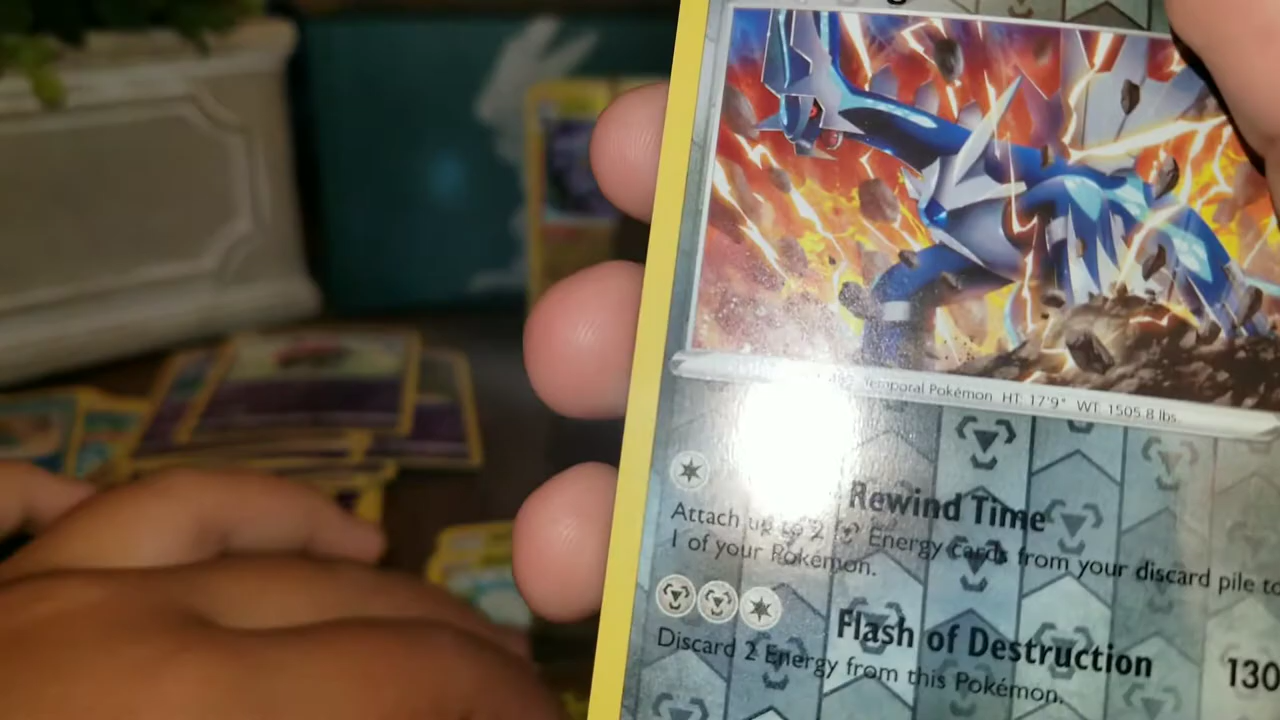 Temporal Pokémon HT: 17'9" WT: 1505.8 lbs.
Rewind Time
Attach up to 2 Energy cards from your discard pile to
1 of your Pokémon.
Flash of Destruction 130
Discard 2 Energy from this Pokémon.